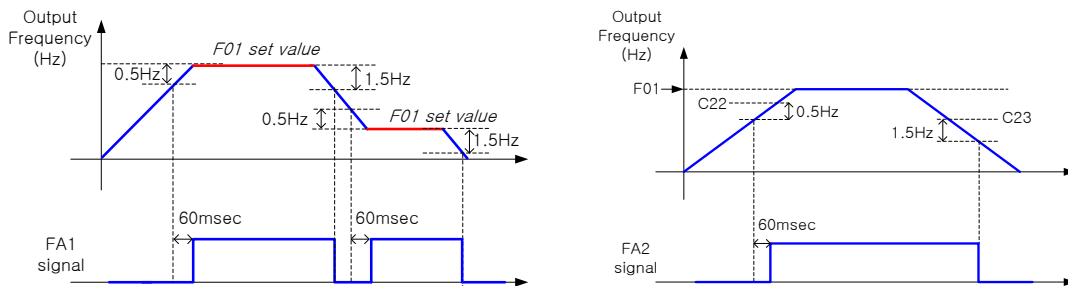 Output
Frequency
(Hz)
F01 set value
0.5Hz
1.5Hz
0.5Hz
F01 set value
1.5Hz
60msec
60msec
FA1
signal
Output
Frequency
(Hz)
F01
C22
0.5Hz
C23
1.5Hz
60msec
FA2
signal